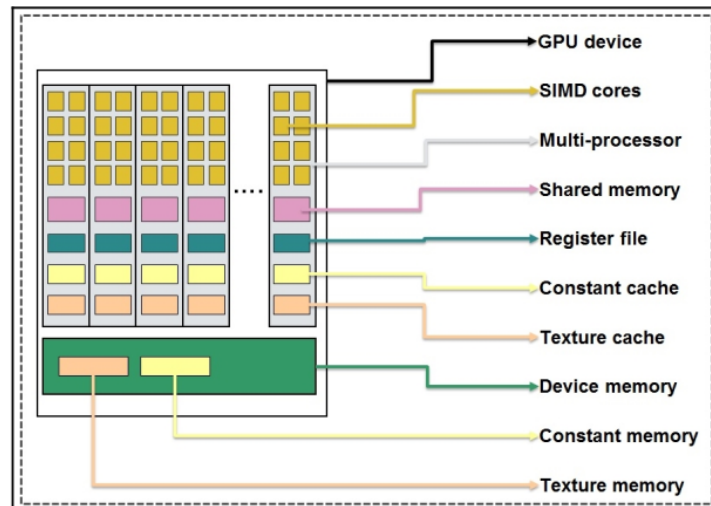 GPU device
SIMD cores
Multi-processor
Shared memory
Register file
Constant cache
Texture cache
Device memory
Constant memory
Texture memory